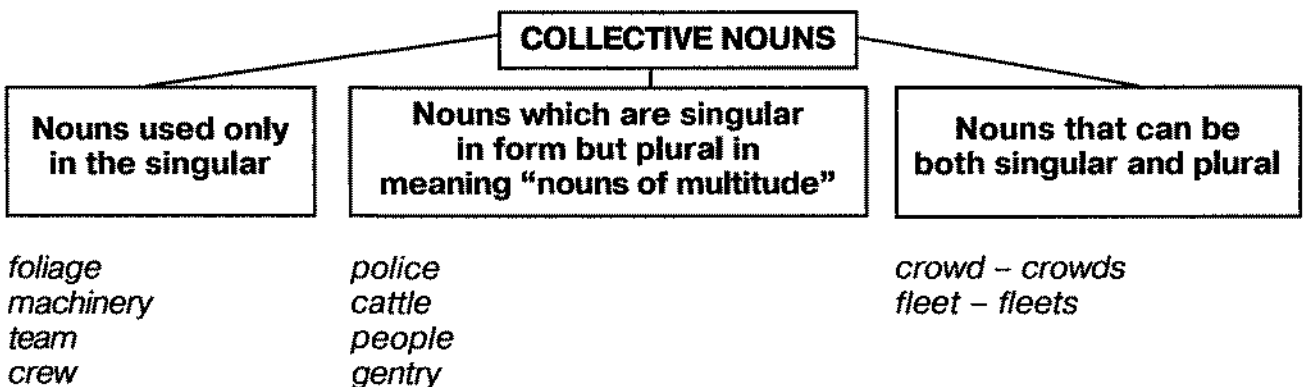 COLLECTIVE NOUNS
Nouns used only
in the singular
foliage
machinery
team
crew
Nouns which are singular
in form but plural in
meaning “nouns of multitude”
police
cattle
people
gentry
Nouns that can be
both singular and plural
crowd – crowds
fleet – fleets